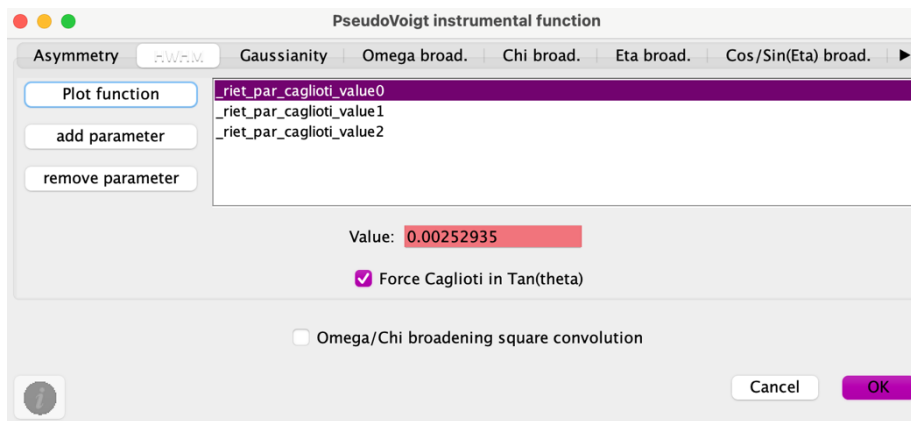 PseudoVoigt instrumental function
Asymmetry HWHM Gaussianity Omega broad. Chi broad. Eta broad. Cos/Sin(Eta) broad.
Plot function
add parameter
remove parameter
_riet_par_caglioti_value0
_riet_par_caglioti_value1
_riet_par_caglioti_value2
Value: 0.00252935
Force Caglioti in Tan(theta)
Omega/Chi broadening square convolution
i
Cancel OK